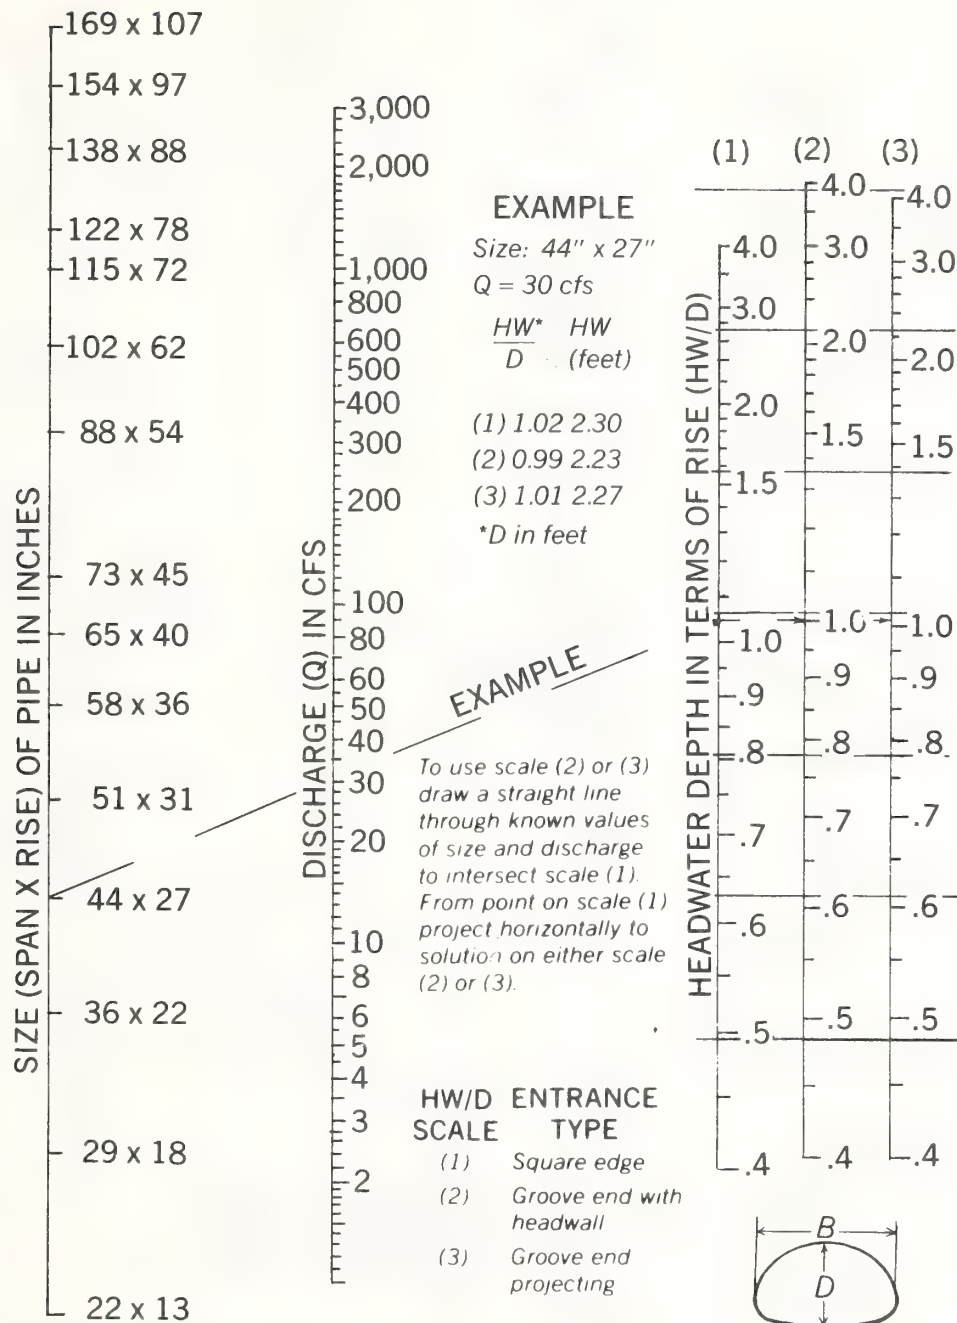 169 x 107
154 x 97
138 x 88
122 x 78
115 x 72
102 x 62
88 x 54
73 x 45
65 x 40
58 x 36
51 x 31
44 x 27
36 x 22
29 x 18
22 x 13
SIZE (SPAN X RISE) OF PIPE IN INCHES
3,000
2,000
1,000
800
600
500
400
300
200
100
80
60
50
40
30
20
10
8
6
5
4
3
2
DISCHARGE (Q) IN CFS
EXAMPLE
EXAMPLE
Size: 44" x 27"
Q = 30 cfs
HW* HW
D (feet)
(1) 1.02 2.30
(2) 0.99 2.23
(3) 1.01 2.27
*D in feet
To use scale (2) or (3)
draw a straight line
through known values
of size and discharge
to intersect scale (1).
From point on scale (1)
project horizontally to
solution on either scale
(2) or (3).
HW/D ENTRANCE
SCALE TYPE
(1) Square edge
(2) Groove end with
headwall
(3) Groove end
projecting
HEADWATER DEPTH IN TERMS OF RISE (HW/D)
(1)
4.0
3.0
2.0
1.5
1.0
.9
.8
.7
.6
.5
.4
(2)
4.0
3.0
2.0
1.5
1.0
.9
.8
.7
.6
.5
.4
(3)
4.0
3.0
2.0
1.5
1.0
.9
.8
.7
.6
.5
.4
B
D